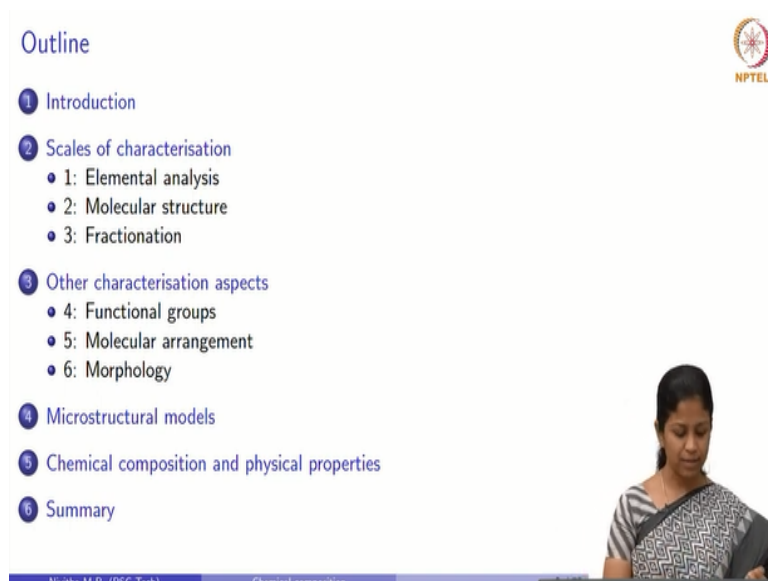 Outline
NPTEL
1 Introduction
2 Scales of characterisation
1: Elemental analysis
2: Molecular structure
3: Fractionation
3 Other characterisation aspects
4: Functional groups
5: Molecular arrangement
6: Morphology
4 Microstructural models
5 Chemical composition and physical properties
6 Summary
Chemical composition